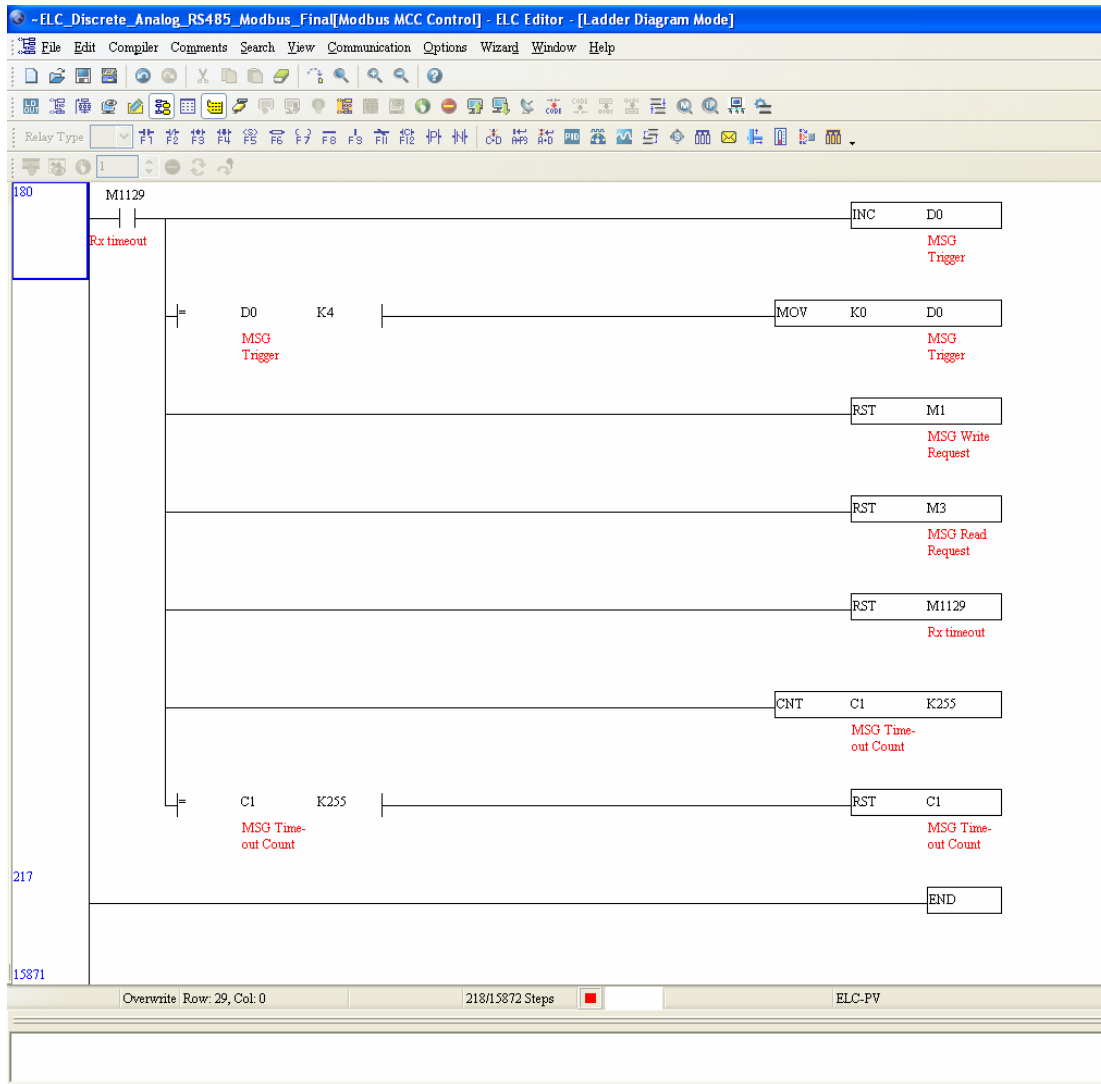 ~ELC_Discrete_Analog_RS485_Modbus_Final[Modbus MCC Control] - ELC Editor - [Ladder Diagram Mode]
File Edit Compiler Comments Search View Communication Options Wizard Window Help
Relay Type F1 F2 F3 F4 F5 F6 F7 F8 F9 F11 F12
1
180
M1129
Rx timeout
INC D0
MSG
Trigger
= D0 K4
MSG
Trigger
MOV K0 D0
MSG
Trigger
RST M1
MSG Write
Request
RST M3
MSG Read
Request
RST M1129
Rx timeout
CNT C1 K255
MSG Time-
out Count
= C1 K255
MSG Time-
out Count
RST C1
MSG Time-
out Count
217
END
15871
Overwrite Row: 29, Col: 0 218/15872 Steps ELC-PV